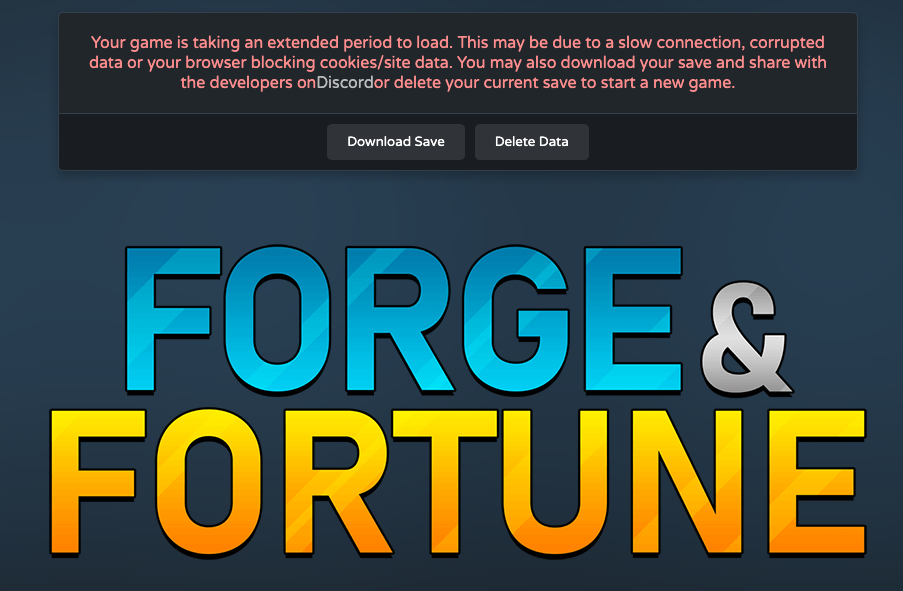 Your game is taking an extended period to load. This may be due to a slow connection, corrupted
data or your browser blocking cookies/site data. You may also download your save and share with
the developers onDiscordor delete your current save to start a new game.
Download Save Delete Data
FORGE &
FORTUNE